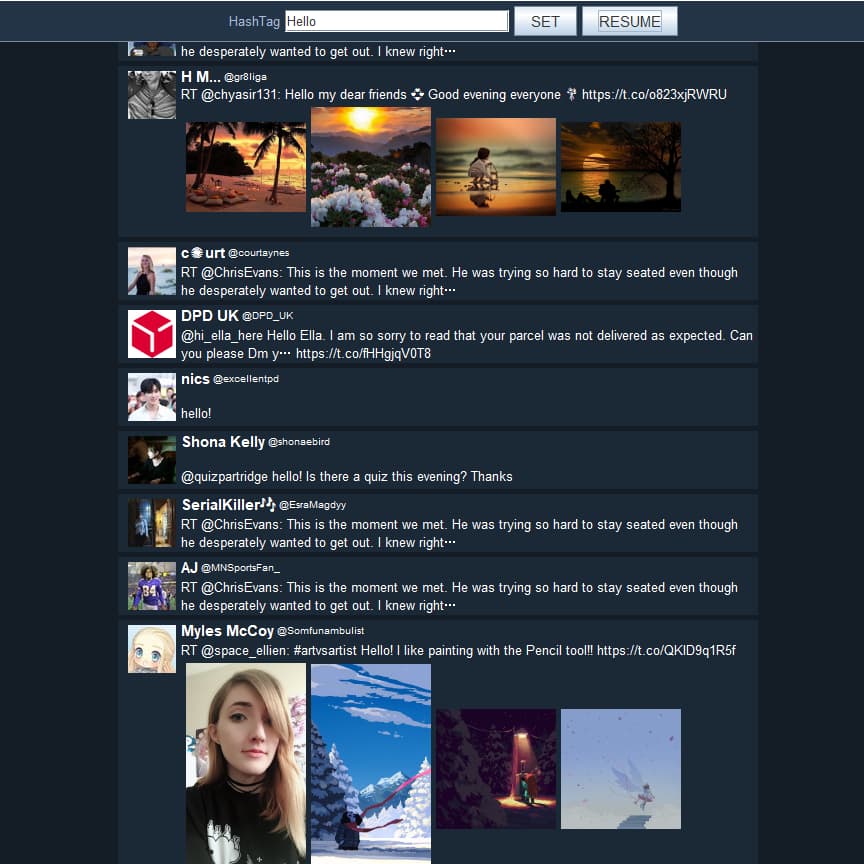 HashTag Hello SET RESUME
he desperately wanted to get out. I knew right⋯
H M... @gr8liga
RT @chyasir131: Hello my dear friends Good evening everyone https://t.co/o823xjRWRU
c✺urt @courtaynes
RT @ChrisEvans: This is the moment we met. He was trying so hard to stay seated even though
he desperately wanted to get out. I knew right⋯
DPD UK @DPD_UK
@hi_ella_here Hello Ella. I am so sorry to read that your parcel was not delivered as expected. Can
you please Dm y⋯ https://t.co/fHHgjqV0T8
nics @excellentpd
hello!
Shona Kelly @shonaebird
@quizpartridge hello! Is there a quiz this evening? Thanks
SerialKiller🎶 @EsraMagdyy
RT @ChrisEvans: This is the moment we met. He was trying so hard to stay seated even though
he desperately wanted to get out. I knew right⋯
AJ @MNSportsFan_
RT @ChrisEvans: This is the moment we met. He was trying so hard to stay seated even though
he desperately wanted to get out. I knew right⋯
Myles McCoy @Somfunambulist
RT @space_ellien: #artvsartist Hello! I like painting with the Pencil tool!! https://t.co/QKlD9q1R5f